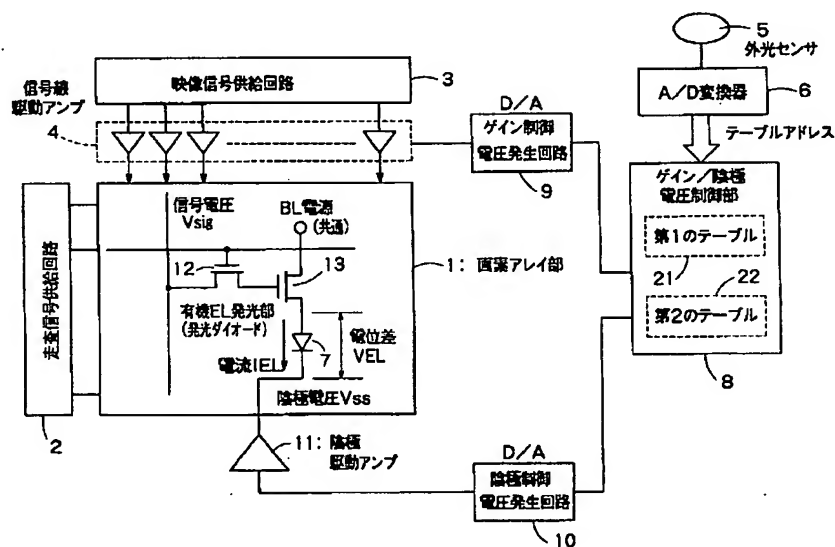 5
外光センサ
A/D変換器
6
テーブルアドレス
映像信号供給回路
3
信号線
駆動アンプ
4
D/A
ゲイン制御
電圧発生回路
9
ゲイン/陰極
電圧制御部
第1のテーブル
21
22
第2のテーブル
8
走査信号供給回路
2
信号電圧
Vsig
BL電源
(共通)
12
13
1: 画素アレイ部
有機EL発光部
(発光ダイオード)
電流IEL
7
電位差
VEL
陰極電圧Vss
11: 陰極
駆動アンプ
D/A
陰極制御
電圧発生回路
10